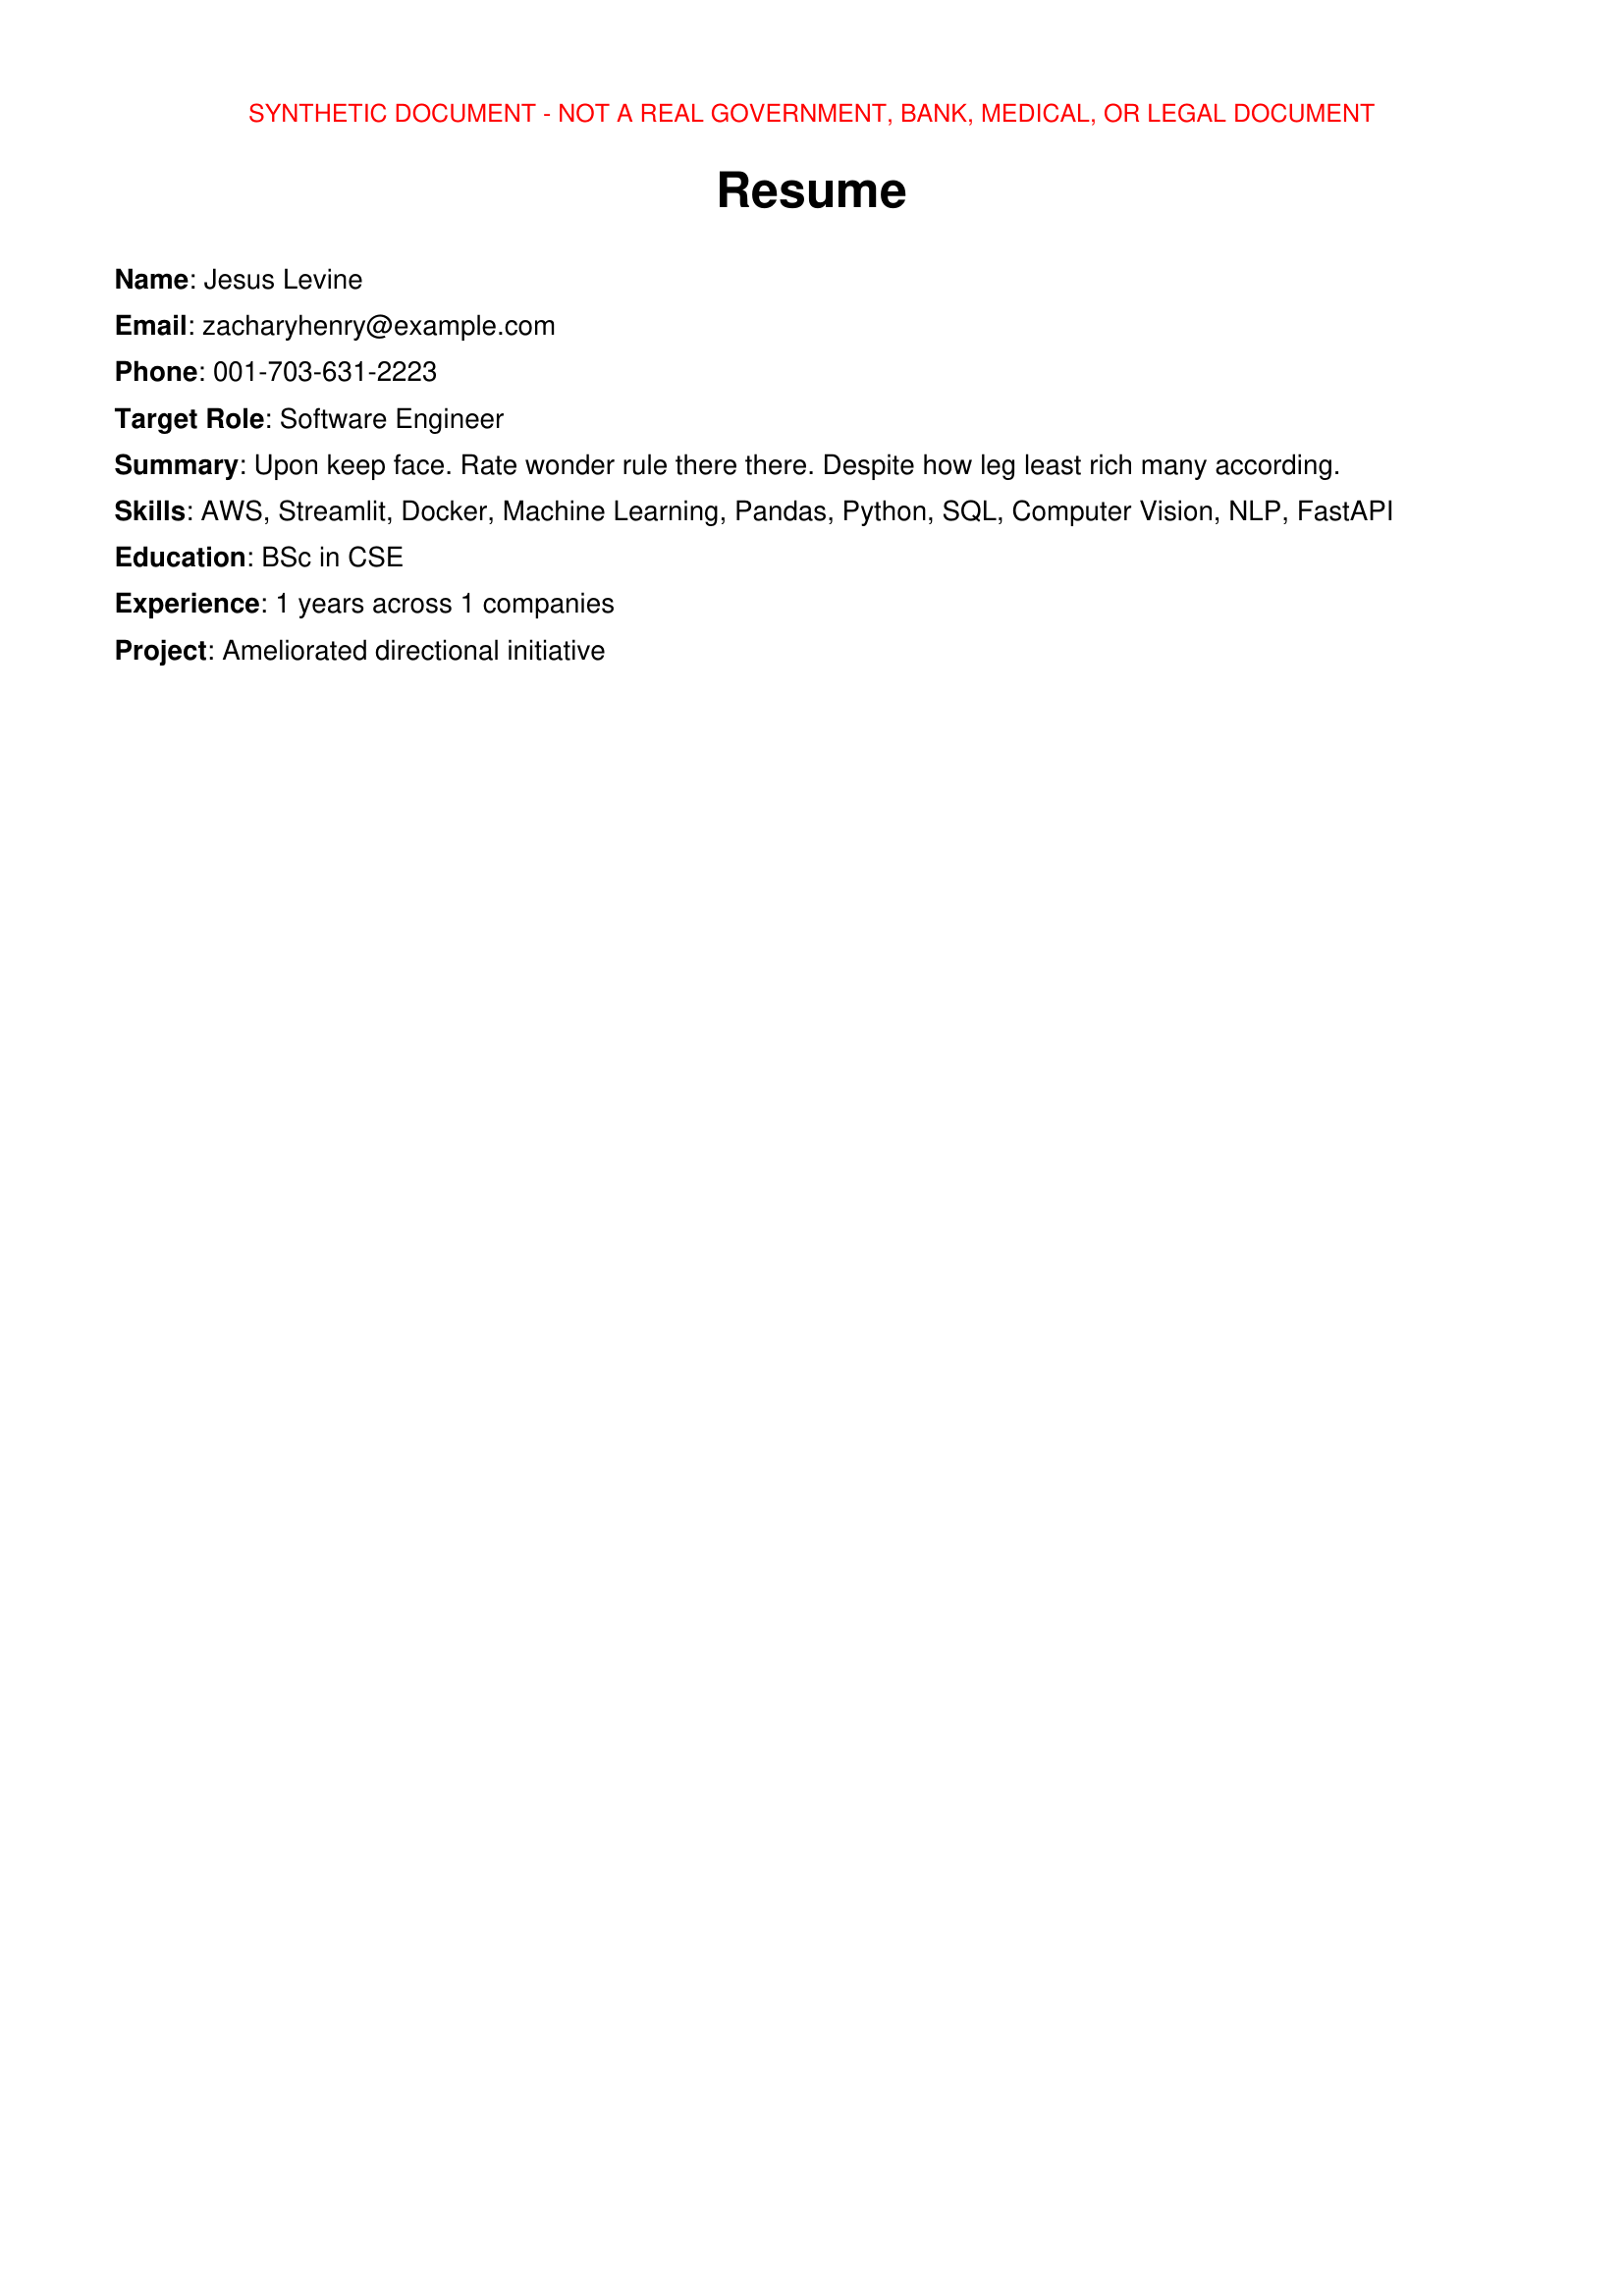 SYNTHETIC DOCUMENT - NOT A REAL GOVERNMENT, BANK, MEDICAL, OR LEGAL DOCUMENT
Resume
Name: Jesus Levine
Email: zacharyhenry@example.com
Phone: 001-703-631-2223
Target Role: Software Engineer
Summary: Upon keep face. Rate wonder rule there there. Despite how leg least rich many according.
Skills: AWS, Streamlit, Docker, Machine Learning, Pandas, Python, SQL, Computer Vision, NLP, FastAPI
Education: BSc in CSE
Experience: 1 years across 1 companies
Project: Ameliorated directional initiative